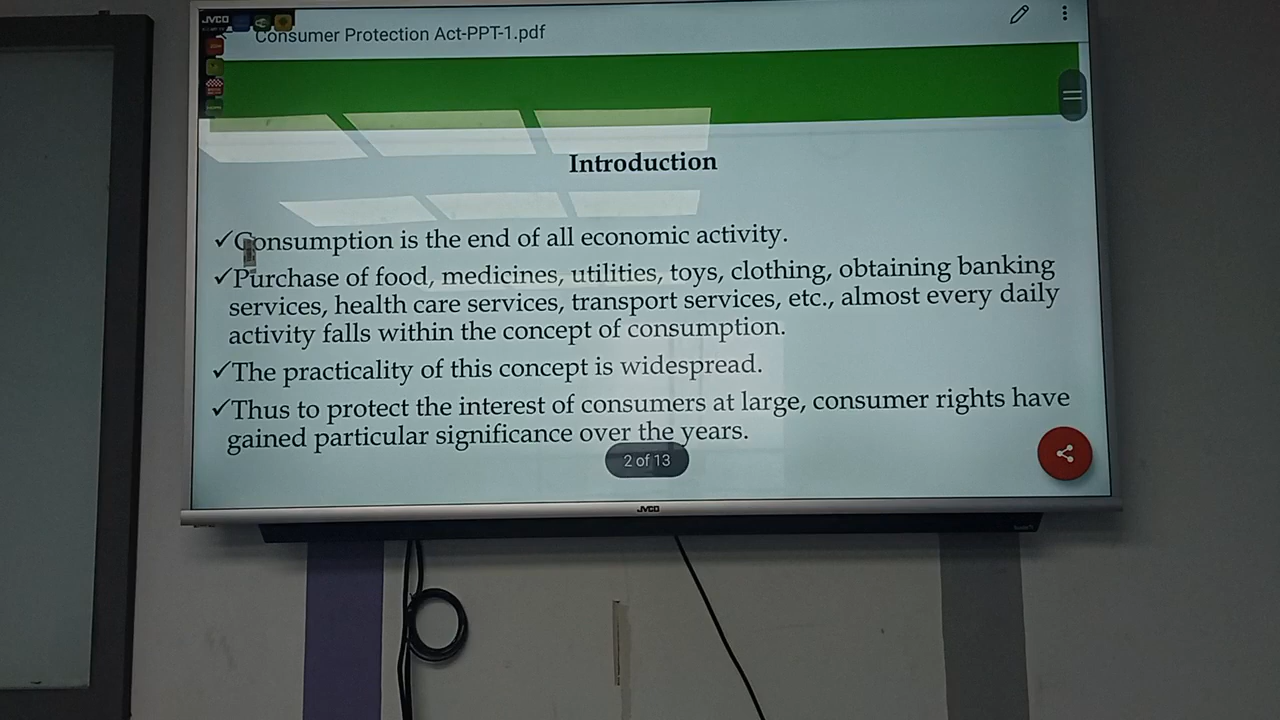 JVCO
Consumer Protection Act-PPT-1.pdf
Introduction
✓Consumption is the end of all economic activity.
✓Purchase of food, medicines, utilities, toys, clothing, obtaining banking
services, health care services, transport services, etc., almost every daily
activity falls within the concept of consumption.
✓The practicality of this concept is widespread.
✓Thus to protect the interest of consumers at large, consumer rights have
gained particular significance over the years.
2 of 13
JVCO